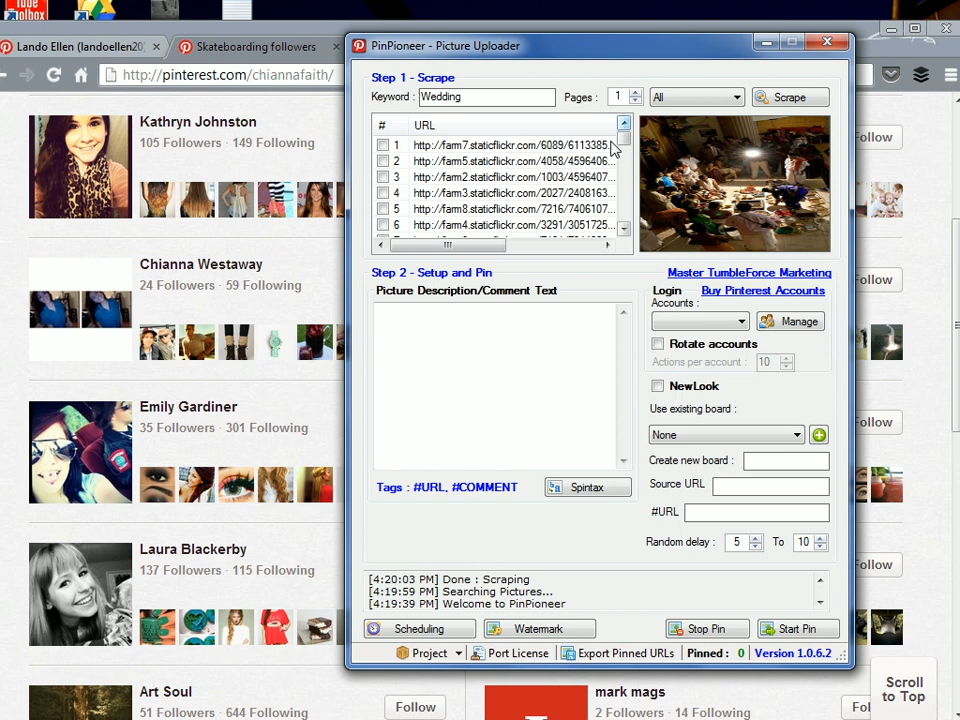 Tube
Toolbox
Lando Ellen (landoellen20
Skateboarding followers
http://pinterest.com/chiannafaith/
Kathryn Johnston
105 Followers · 149 Following
Chianna Westaway
24 Followers · 59 Following
Emily Gardiner
35 Followers · 301 Following
Laura Blackerby
137 Followers · 115 Following
Art Soul
51 Followers · 644 Following
Follow
mark mags
2 Followers · 14 Following
Scroll
to Top
PinPioneer - Picture Uploader
Step 1 - Scrape
Keyword : Wedding
Pages : 1
All
Scrape
# URL
1 http://farm7.staticflickr.com/6089/6113385.
2 http://farm5.staticflickr.com/4058/4596406...
3 http://farm2.staticflickr.com/1003/4596407...
4 http://farm3.staticflickr.com/2027/2408163...
5 http://farm8.staticflickr.com/7216/7406107...
6 http://farm4.staticflickr.com/3291/3051725...
Step 2 - Setup and Pin
Master TumbleForce Marketing
Picture Description/Comment Text
Login
Buy Pinterest Accounts
Accounts :
Manage
Rotate accounts
Actions per account : 10
NewLook
Use existing board :
None
Create new board :
Source URL
#URL
Random delay : 5 To 10
Tags : #URL, #COMMENT
Spintax
[4:20:03 PM] Done : Scraping
[4:19:59 PM] Searching Pictures...
[4:19:39 PM] Welcome to PinPioneer
Scheduling
Watermark
Stop Pin
Start Pin
Project
Port License
Export Pinned URLs
Pinned : 0
Version 1.0.6.2